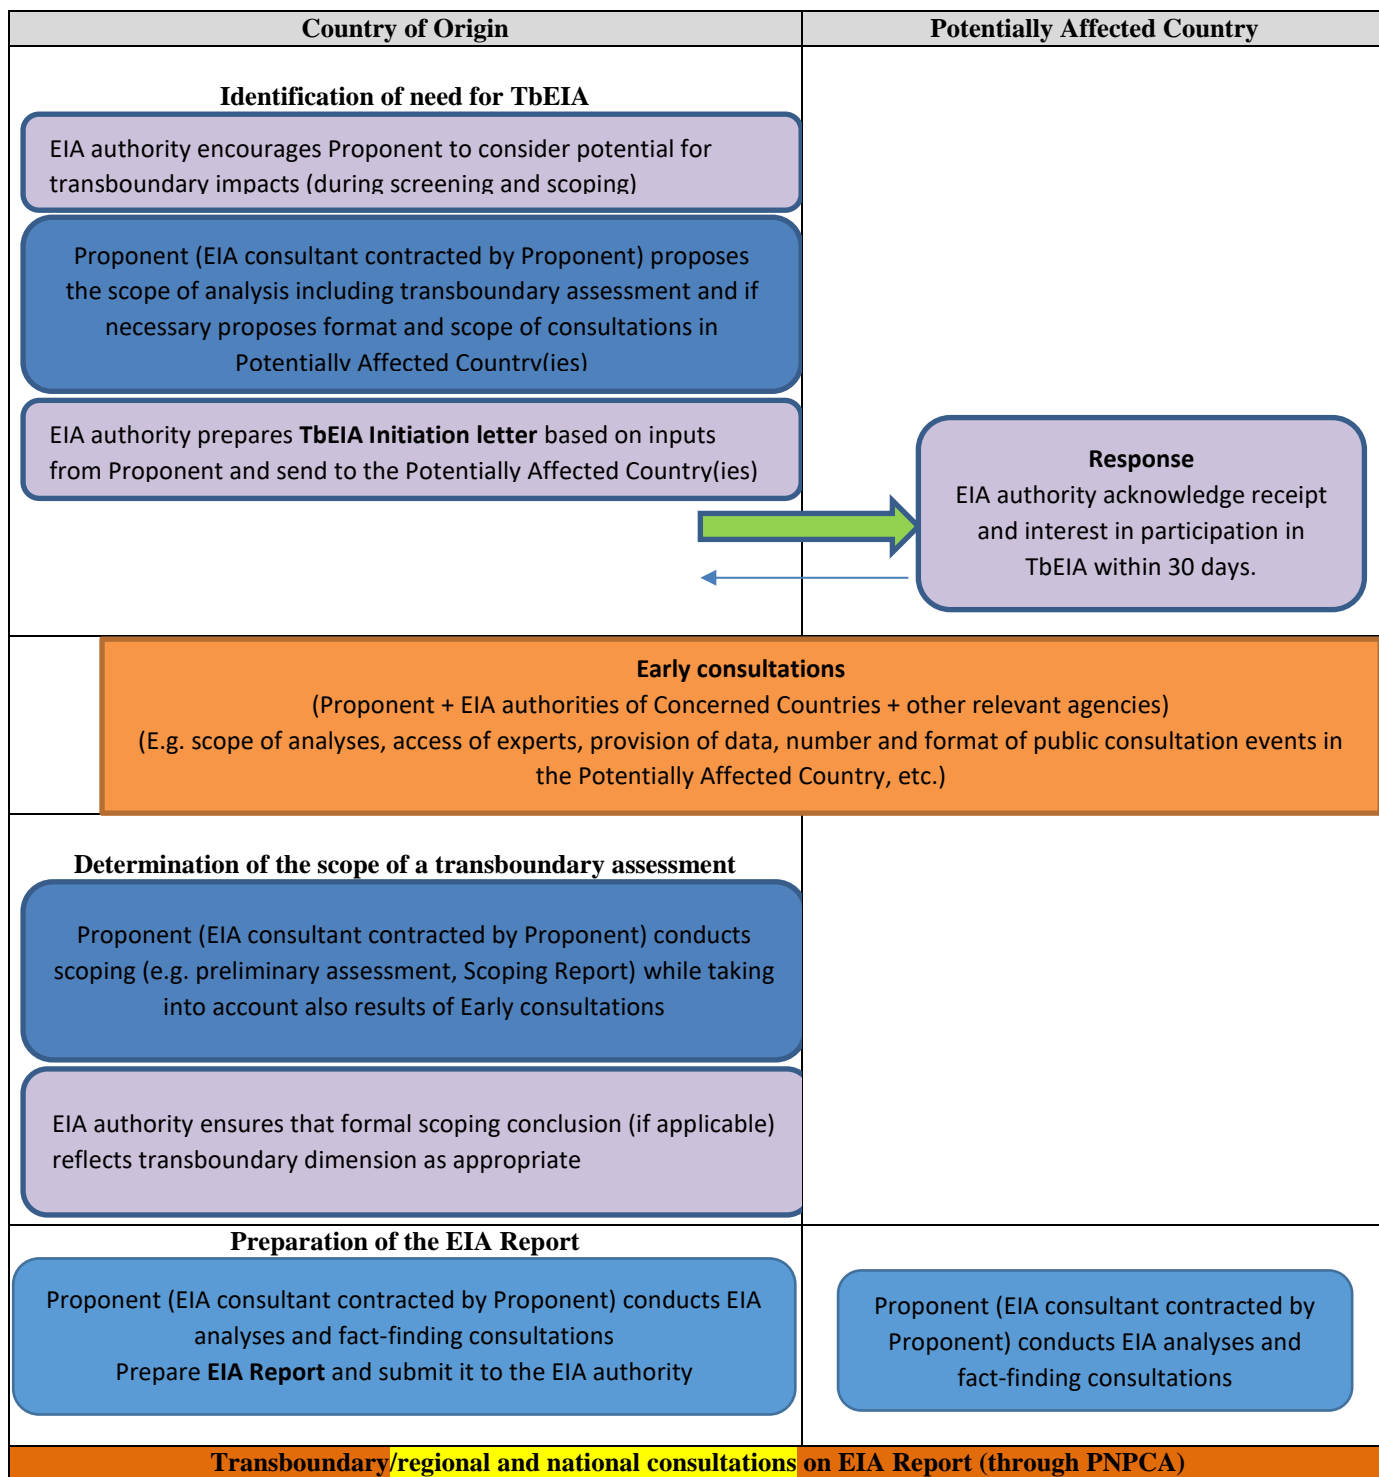 Country of Origin
Potentially Affected Country
Identification of need for TbEIA
EIA authority encourages Proponent to consider potential for
transboundary impacts (during screening and scoping)
Proponent (EIA consultant contracted by Proponent) proposes
the scope of analysis including transboundary assessment and if
necessary proposes format and scope of consultations in
Potentially Affected Country(ies)
EIA authority prepares TbEIA Initiation letter based on inputs
from Proponent and send to the Potentially Affected Country(ies)
Response
EIA authority acknowledge receipt
and interest in participation in
TbEIA within 30 days.
Early consultations
(Proponent + EIA authorities of Concerned Countries + other relevant agencies)
(E.g. scope of analyses, access of experts, provision of data, number and format of public consultation events in
the Potentially Affected Country, etc.)
Determination of the scope of a transboundary assessment
Proponent (EIA consultant contracted by Proponent) conducts
scoping (e.g. preliminary assessment, Scoping Report) while taking
into account also results of Early consultations
EIA authority ensures that formal scoping conclusion (if applicable)
reflects transboundary dimension as appropriate
Preparation of the EIA Report
Proponent (EIA consultant contracted by Proponent) conducts EIA
analyses and fact-finding consultations
Prepare EIA Report and submit it to the EIA authority
Proponent (EIA consultant contracted by
Proponent) conducts EIA analyses and
fact-finding consultations
Transboundary/regional and national consultations on EIA Report (through PNPCA)